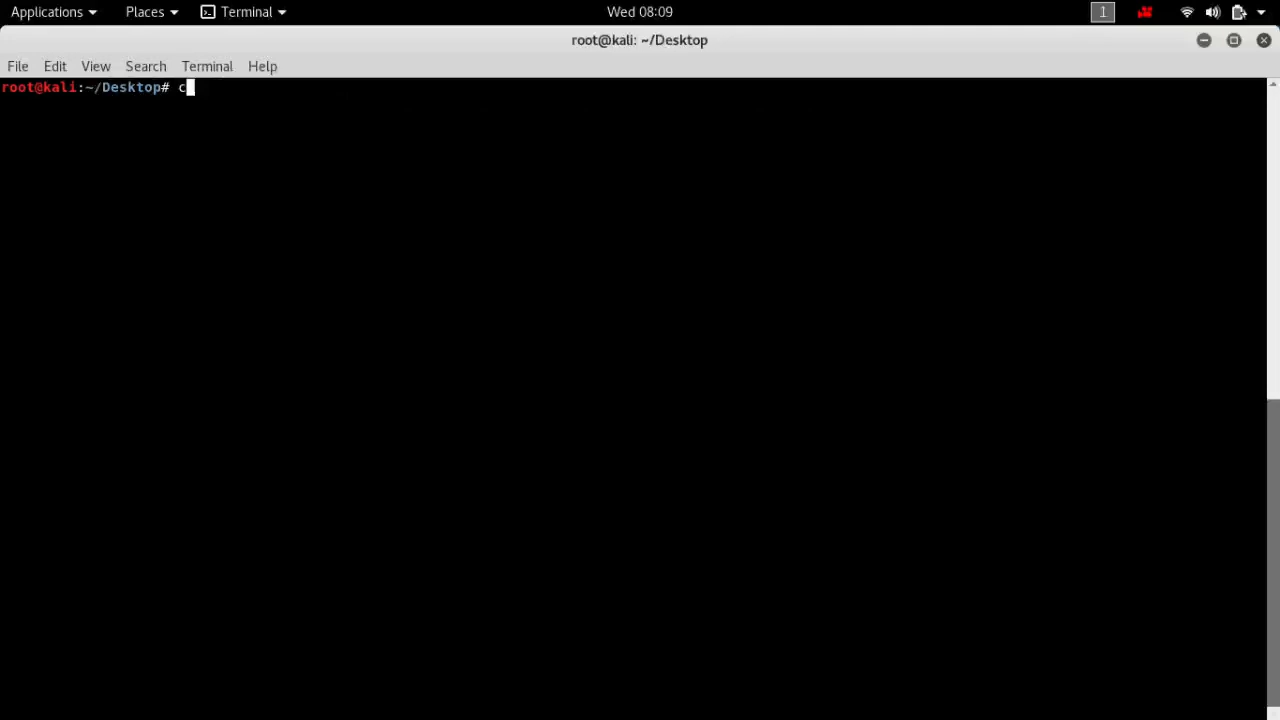 Applications Places Terminal Wed 08:09 1
root@kali: ~/Desktop
File Edit View Search Terminal Help
root@kali:~/Desktop# c